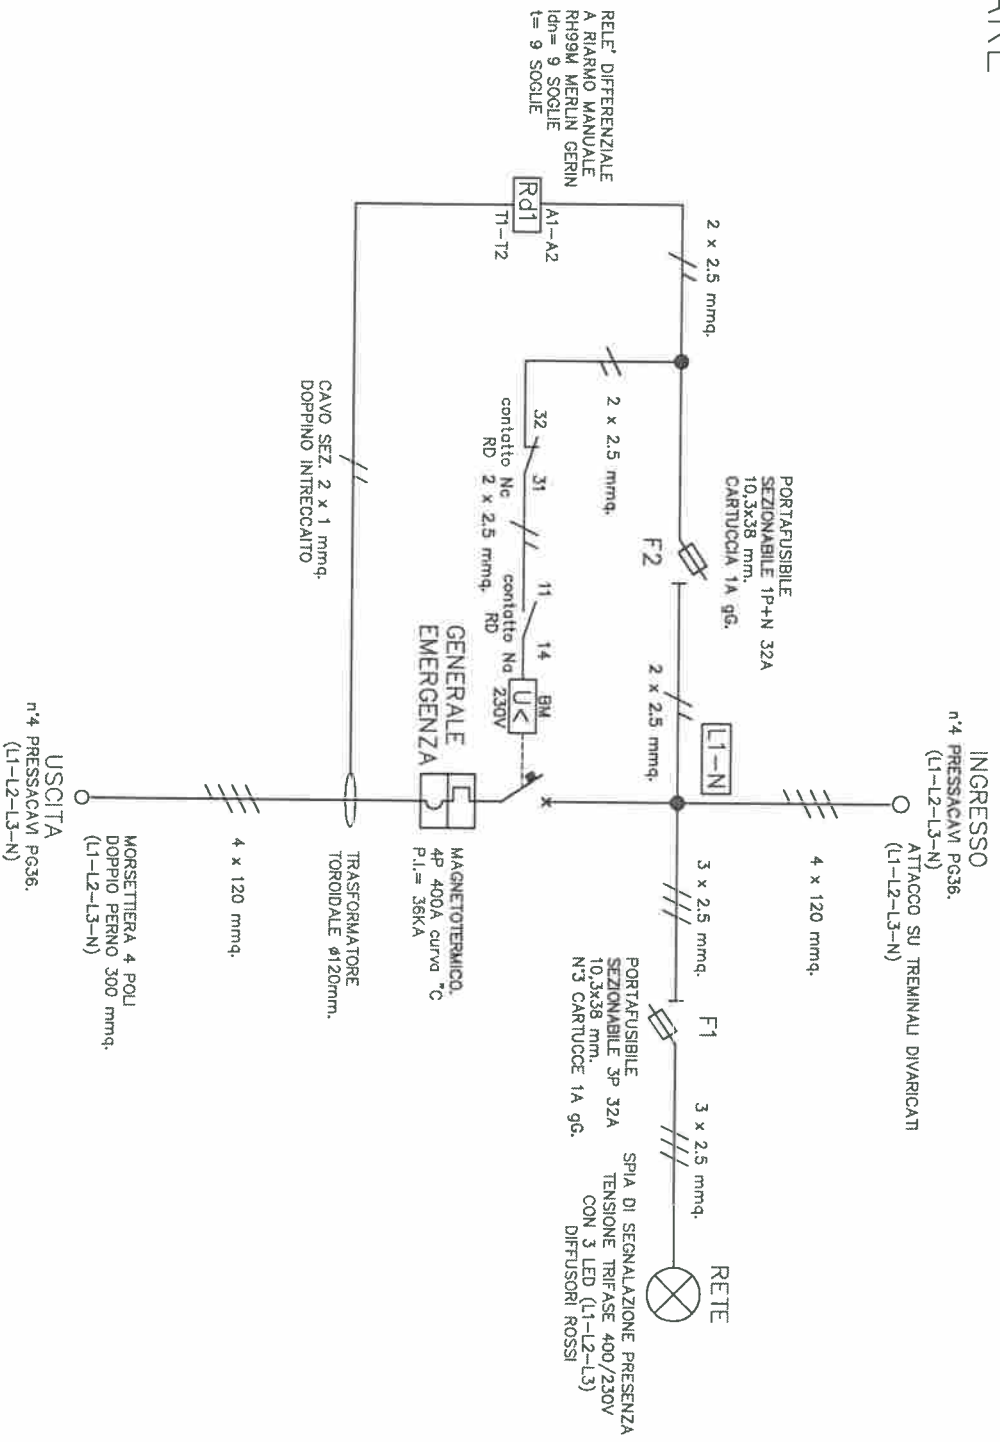 INGRESSO
n°4 PRESSACAVI PG36.
(L1-L2-L3-N)
ATTACCO SU TREMINALI DIVARICATI
(L1-L2-L3-N)
4 x 120 mmq.
L1-N
PORTAFUSIBILE
SEZIONABILE 1P+N 32A
10,3x38 mm.
CARTUCCIA 1A gG.
F2
2 x 2.5 mmq.
2 x 2.5 mmq.
2 x 2.5 mmq.
RELE' DIFFERENZIALE
A RIARMO MANUALE
RH99M MERLIN GERIN
Idn= 9 SOGLIE
t= 9 SOGLIE
A1-A2
Rd1
T1-T2
32
31
contatto Nc
RD
2 x 2.5 mmq.
11
14
contatto Na
RD
BM
U<
230V
GENERALE
EMERGENZA
3 x 2.5 mmq.
F1
PORTAFUSIBILE
SEZIONABILE 3P 32A
10,3x38 mm.
N°3 CARTUCCE 1A gG.
3 x 2.5 mmq.
RETE
SPIA DI SEGNALAZIONE PRESENZA
TENSIONE TRIFASE 400/230V
CON 3 LED (L1-L2-L3)
DIFFUSORI ROSSI
x
MAGNETOTERMICO.
4P 400A curva "C
P.I.= 36KA
CAVO SEZ. 2 x 1 mmq.
DOPPINO INTRECCAITO
TRASFORMATORE
TOROIDALE ø120mm.
4 x 120 mmq.
MORSETTIERA 4 POLI
DOPPIO PERNO 300 mmq.
(L1-L2-L3-N)
USCITA
n°4 PRESSACAVI PG36.
(L1-L2-L3-N)